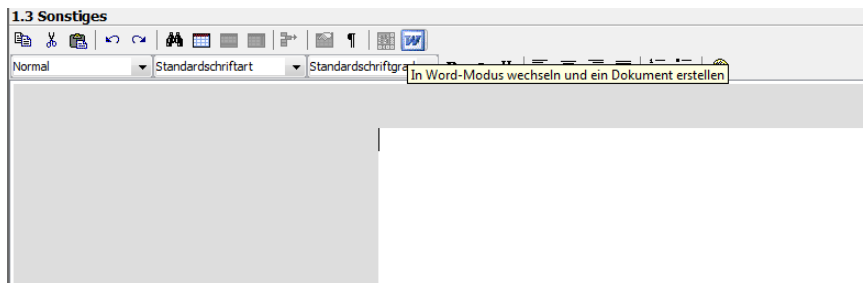 1.3 Sonstiges
Normal Standardschriftart Standardschriftgra
In Word-Modus wechseln und ein Dokument erstellen